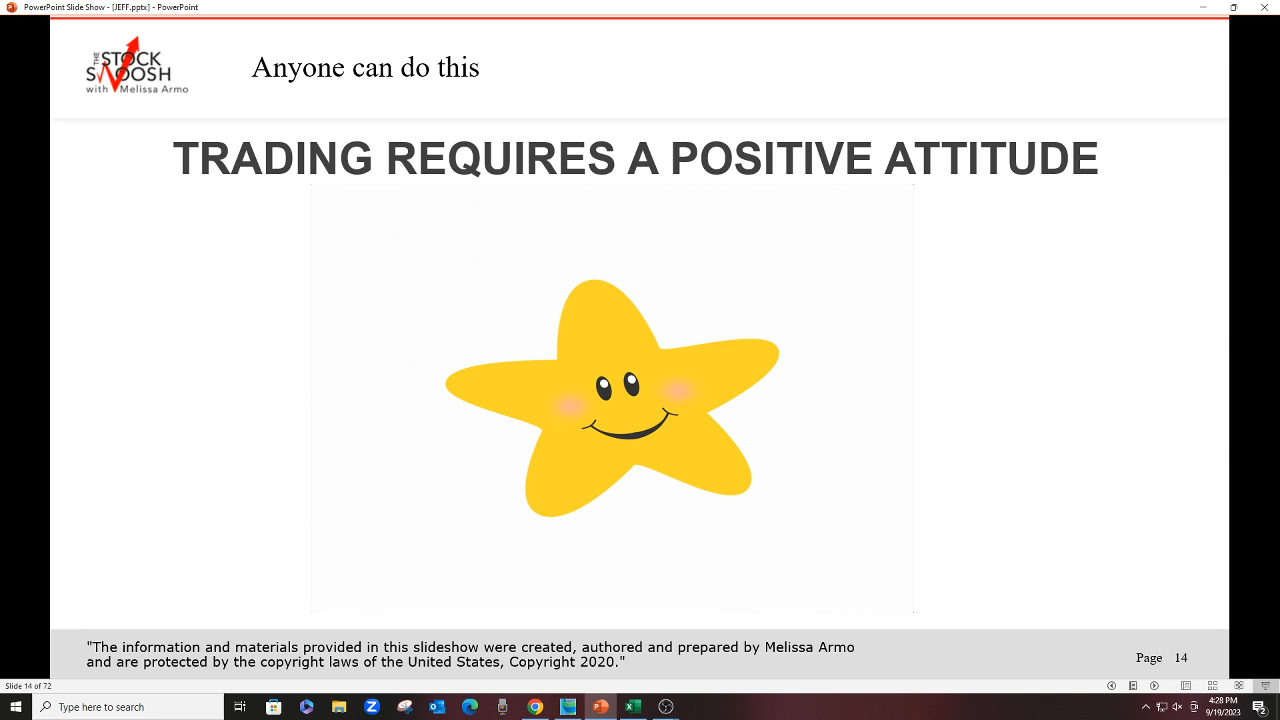 PowerPoint Slide Show - [JEFF.pptx] - PowerPoint
THE STOCK
SWOOSH
with Melissa Armo
Anyone can do this
TRADING REQUIRES A POSITIVE ATTITUDE
"The information and materials provided in this slideshow were created, authored and prepared by Melissa Armo
and are protected by the copyright laws of the United States, Copyright 2020."
Page 14
Slide 14 of 72
Type here to search
4:28 PM
9/19/2023
2